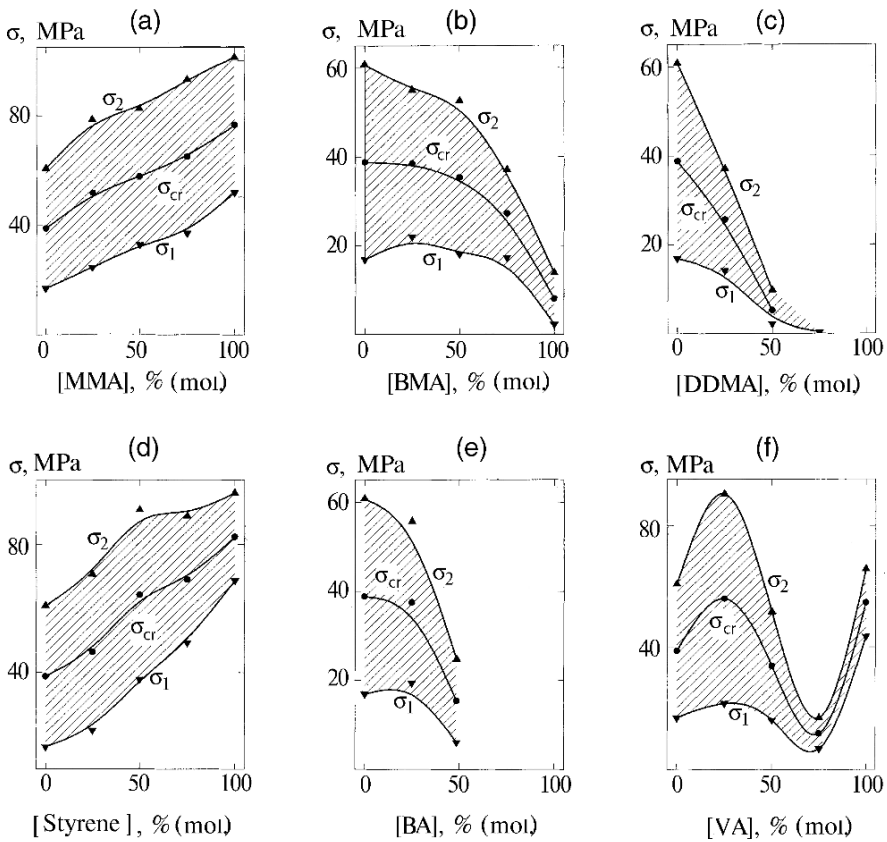 (a)
σ, MPa
80
40
σ2
σcr
σ1
0 50 100
[MMA], % (mol.)
(b)
σ, MPa
60
40
20
σ2
σcr
σ1
0 50 100
[BMA], % (mol.)
(c)
σ, MPa
60
40
20
σ2
σcr
σ1
0 50 100
[DDMA], % (mol.)
(d)
σ, MPa
80
40
σ2
σcr
σ1
0 50 100
[Styrene], % (mol.)
(e)
σ, MPa
60
40
20
σcr
σ2
σ1
0 50 100
[BA], % (mol.)
(f)
σ, MPa
80
40
σ2
σcr
σ1
0 50 100
[VA], % (mol.)